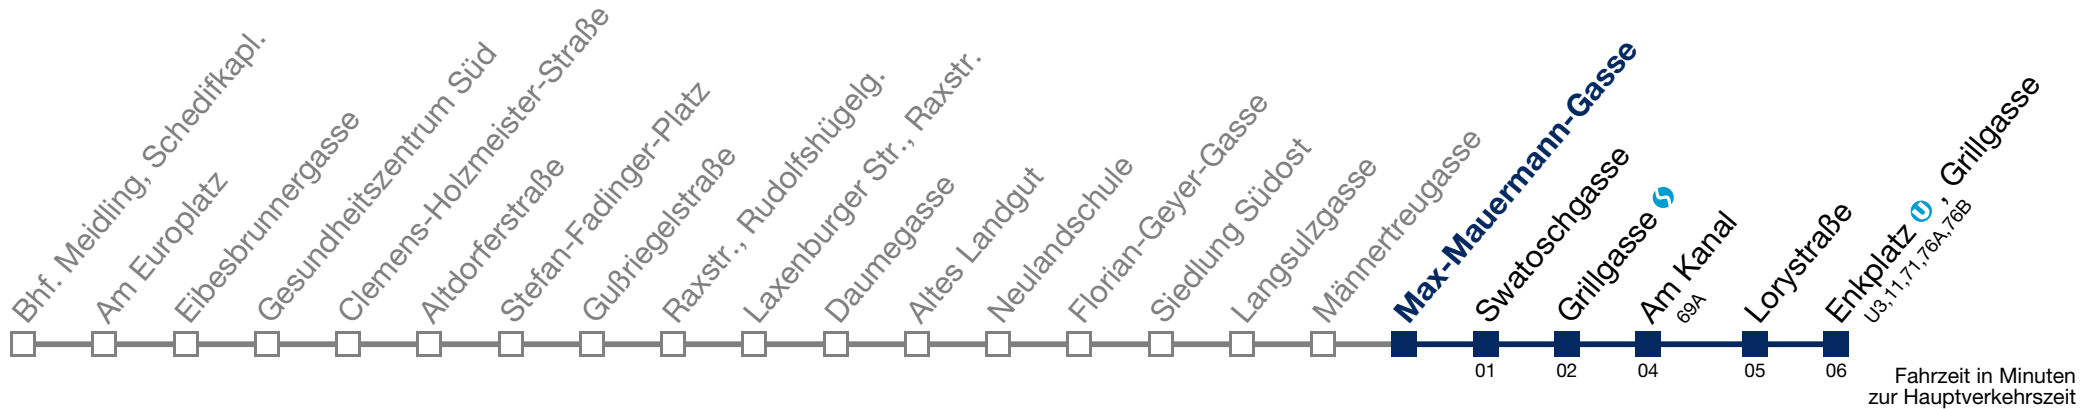 Bhf. Meidling, Schedifkapl.
Am Europlatz
Eibesbrunnergasse
Gesundheitszentrum Süd
Clemens-Holzmeister-Straße
Altdorferstraße
Stefan-Fadinger-Platz
Gußriegelstraße
Raxstr., Rudolfshügelg.
Laxenburger Str., Raxstr.
Daumegasse
Altes Landgut
Neulandschule
Florian-Geyer-Gasse
Siedlung Südost
Langsulzgasse
Männertreugasse
Max-Mauermann-Gasse
Swatoschgasse
01
Grillgasse
02
Am Kanal
69A
04
Lorystraße
05
Enkplatz U, Grillgasse
U3,11,71,76A,76B
06
Fahrzeit in Minuten
zur Hauptverkehrszeit